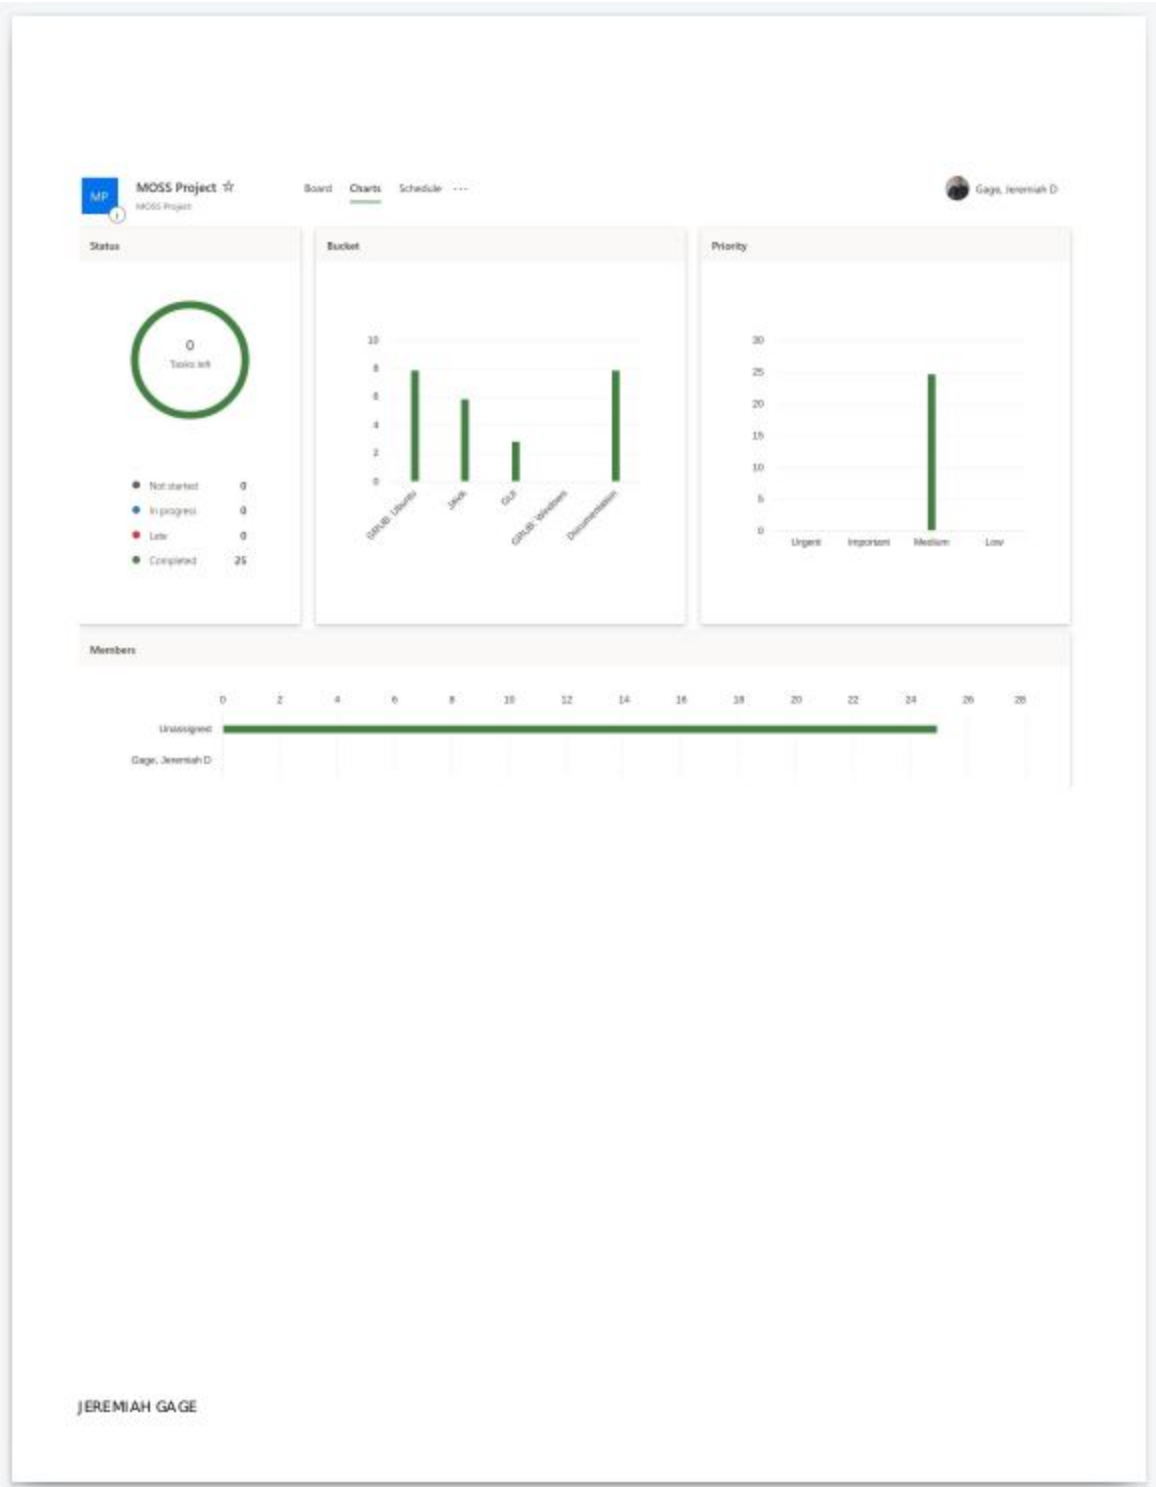 MP
MOSS Project ☆
MOSS Project
Board Charts Schedule ...
Gage, Jeremiah D
Status
0
Tasks left
Not started 0
In progress 0
Late 0
Completed 25
Bucket
10
8
6
4
2
0
GRUB: Ubuntu
JAVA
GUI
GRUB: Windows
Documentation
Priority
30
25
20
15
10
5
0
Urgent Important Medium Low
Members
0 2 4 6 8 10 12 14 16 18 20 22 24 26 28
Unassigned
Gage, Jeremiah D
JEREMIAH GAGE